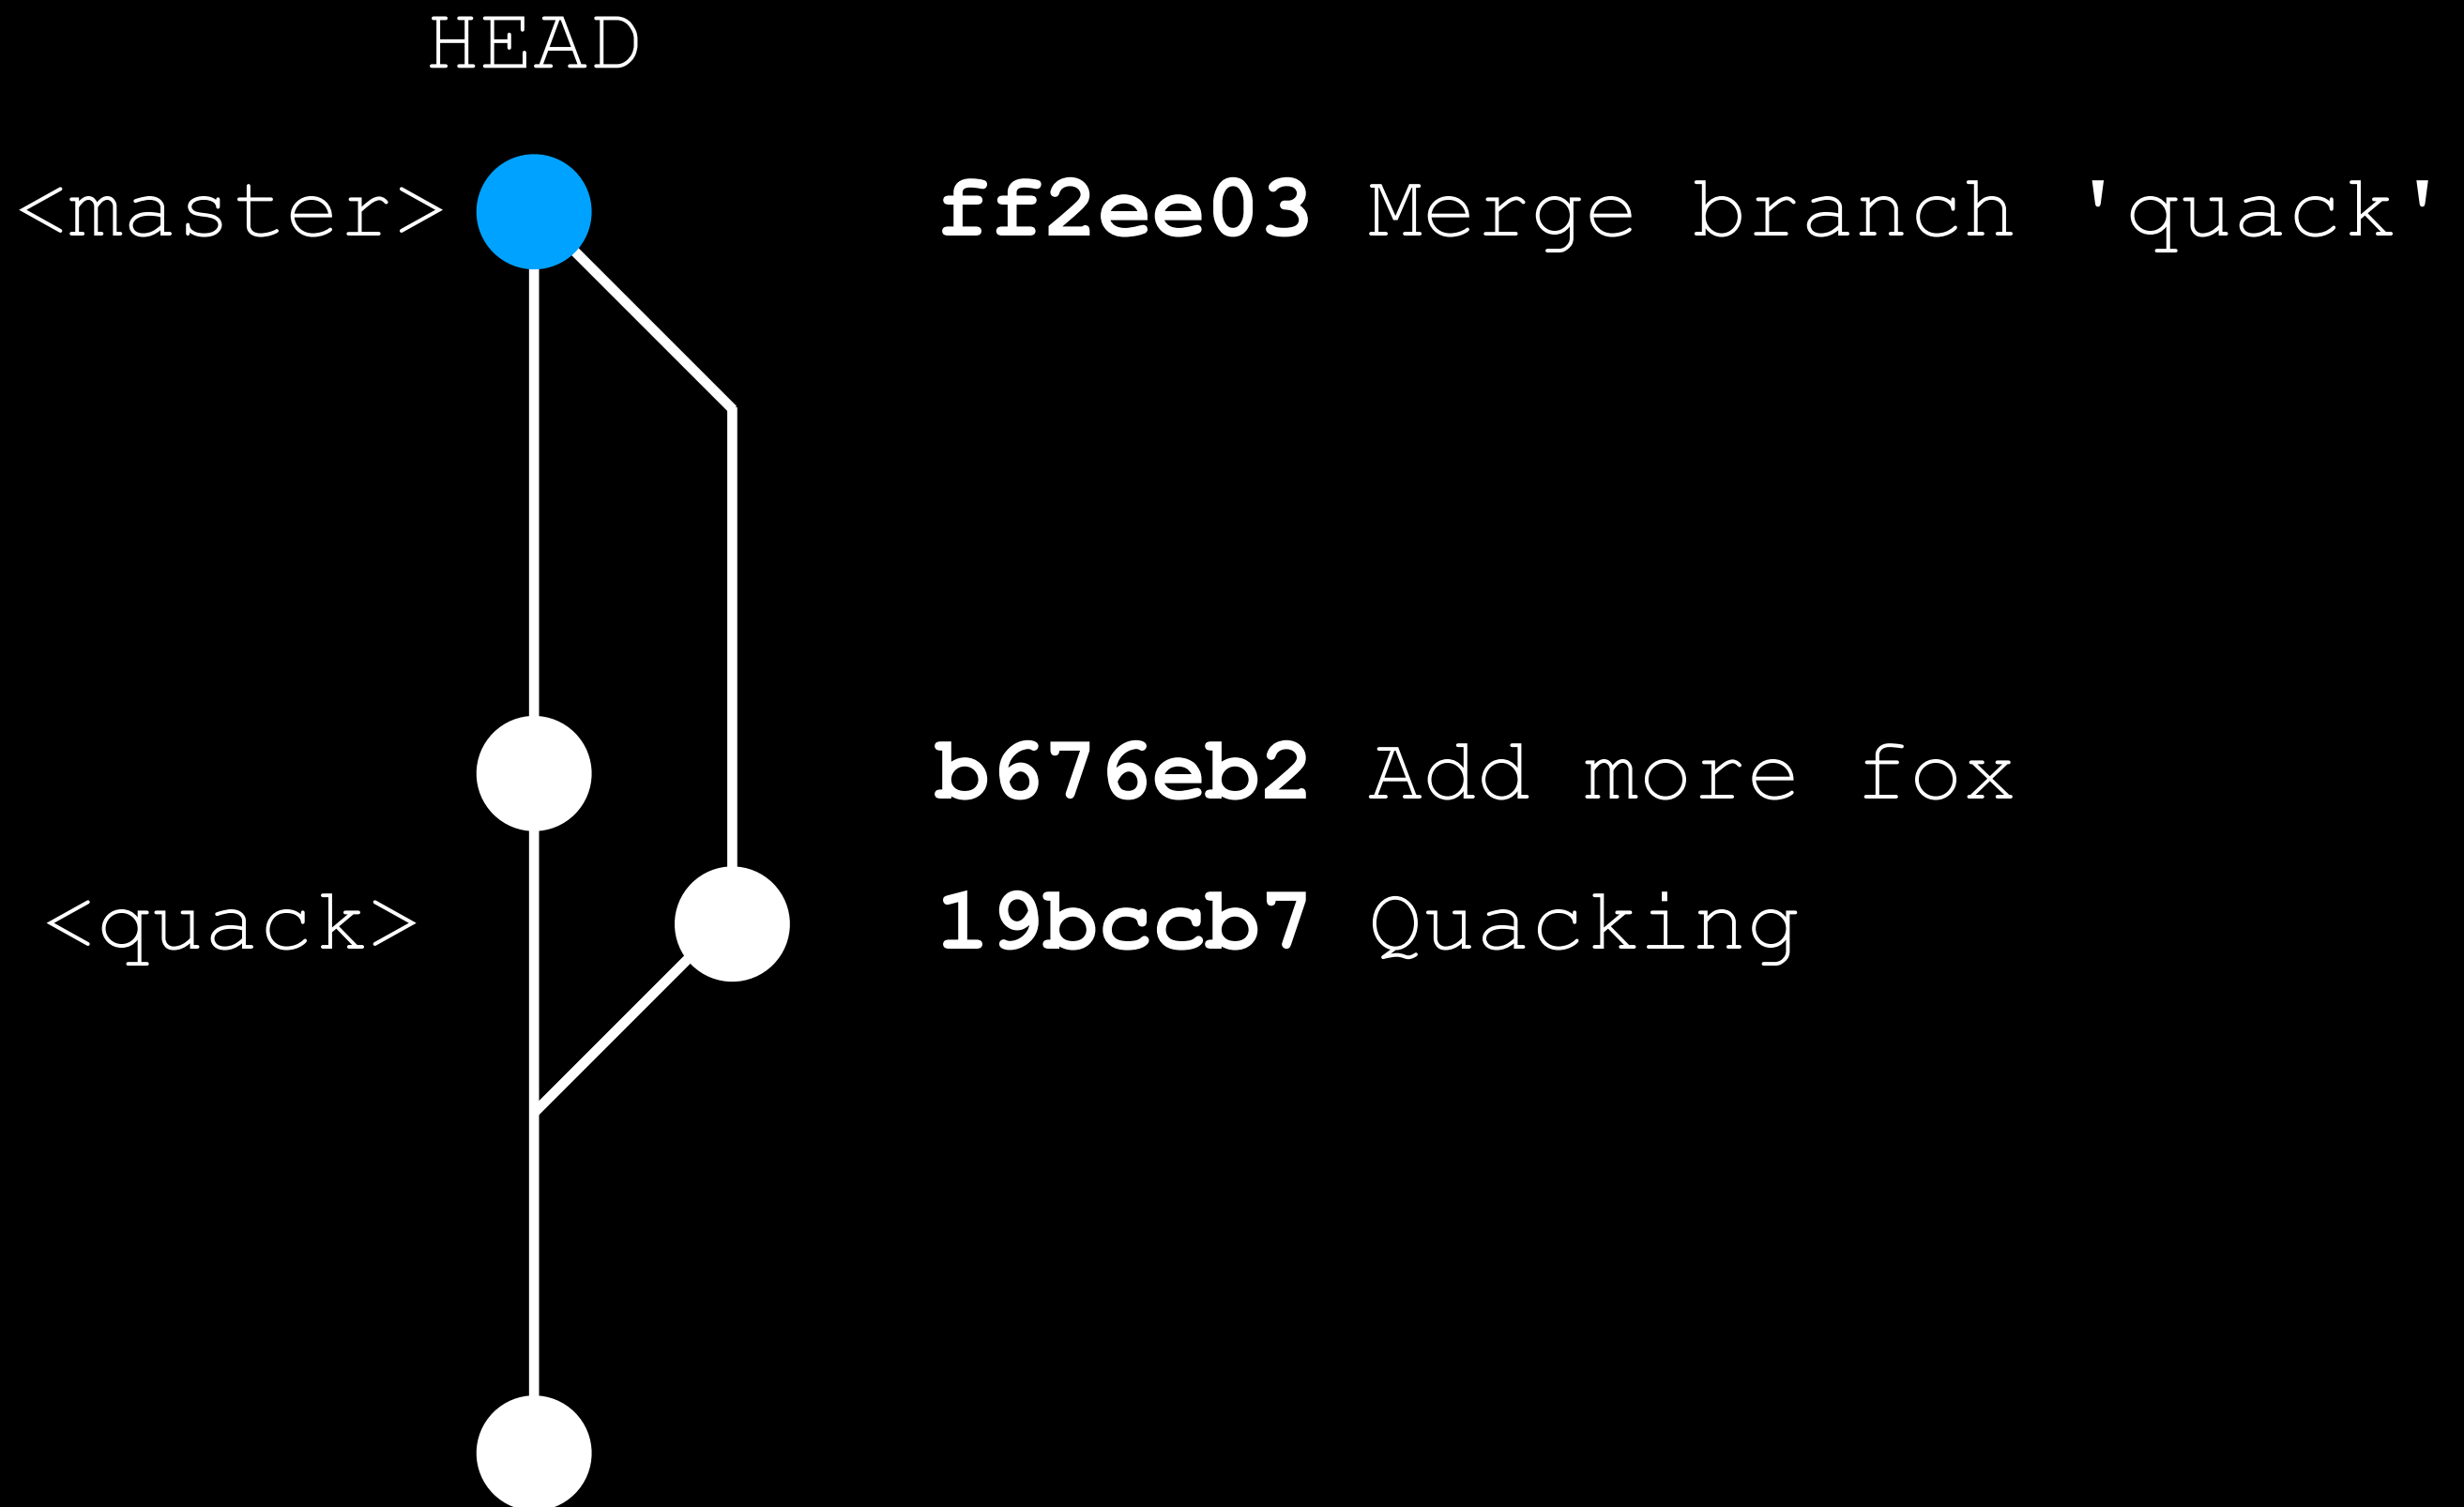 HEAD
<master> ff2ee03 Merge branch 'quack'
b676eb2 Add more fox
<quack> 19bccb7 Quacking